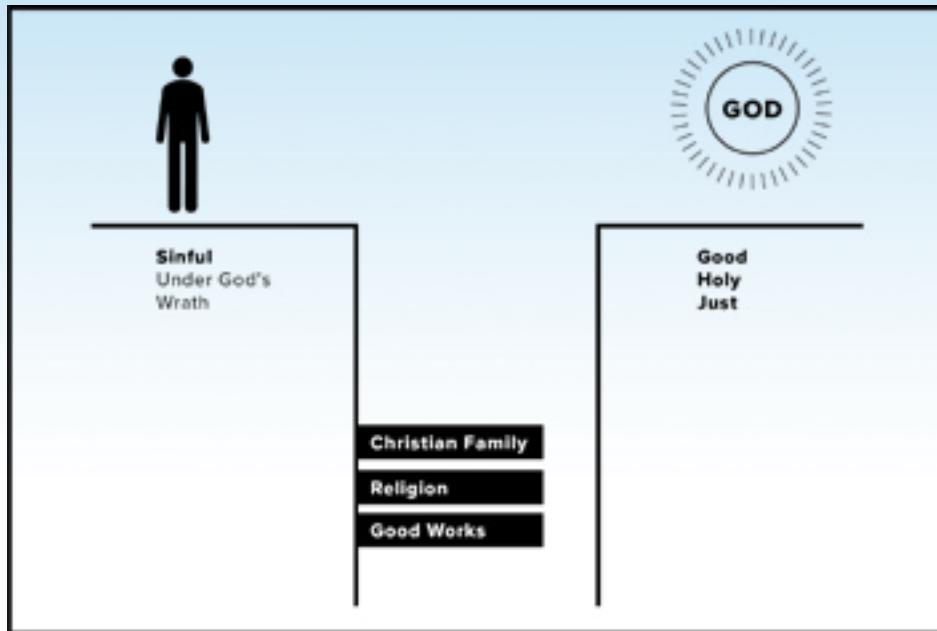 GOD
Sinful
Under God's
Wrath
Good
Holy
Just
Christian Family
Religion
Good Works